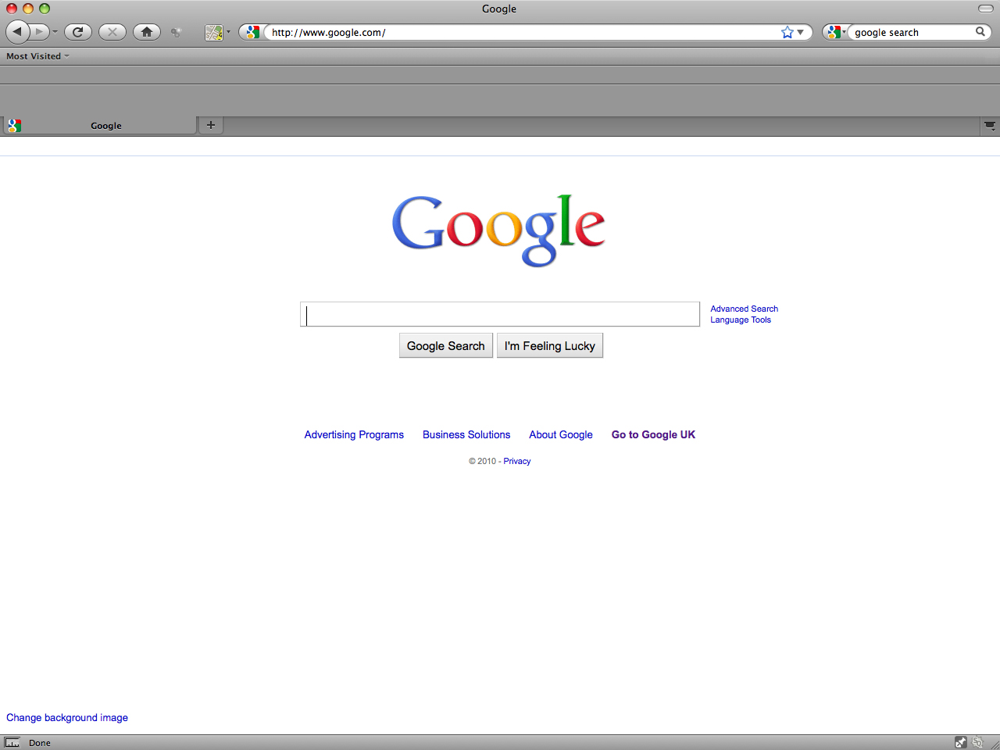 Google
http://www.google.com/ google search
Most Visited
Google
Google
Advanced Search
Language Tools
Google Search I'm Feeling Lucky
Advertising Programs Business Solutions About Google Go to Google UK
© 2010 - Privacy
Change background image
Done